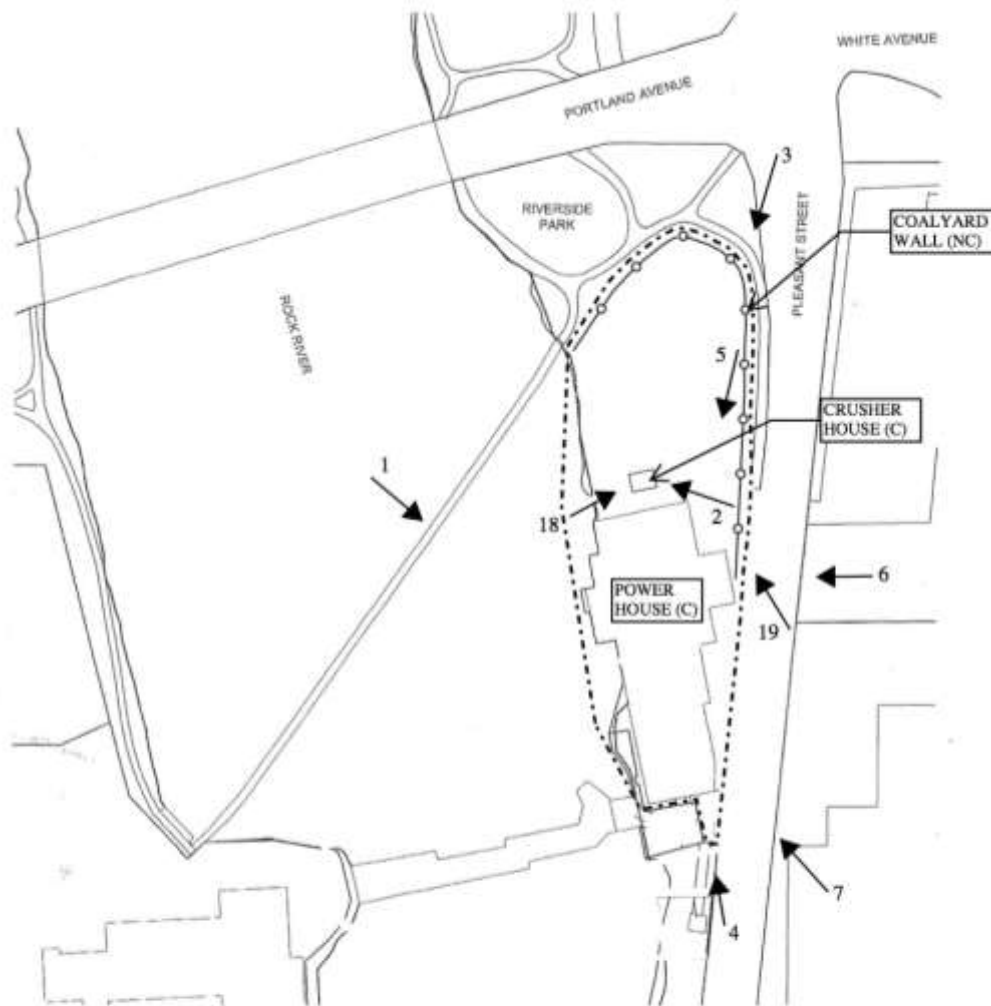 WHITE AVENUE
PORTLAND AVENUE
3
RIVERSIDE
PARK
PLEASANT STREET
COALYARD
WALL (NC)
ROCK RIVER
5
CRUSHER
HOUSE (C)
1
18
2
POWER
HOUSE (C)
6
19
7
4